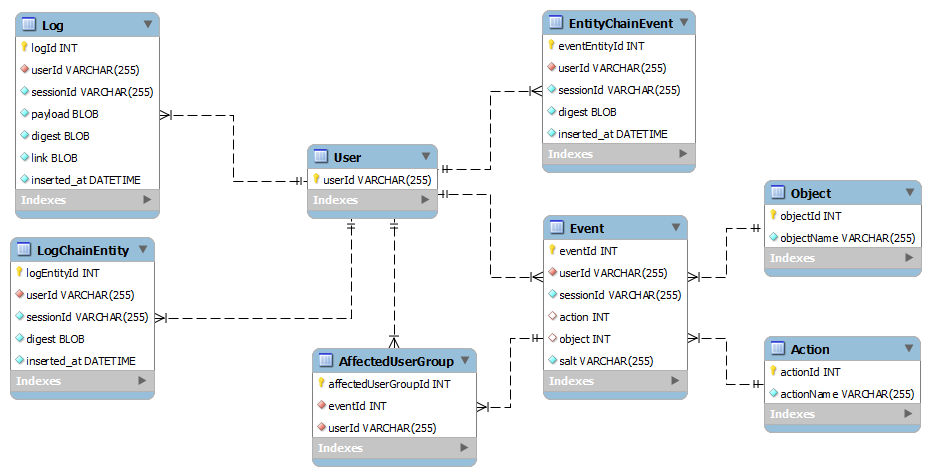 Log
logId INT
userId VARCHAR(255)
sessionId VARCHAR(255)
payload BLOB
digest BLOB
link BLOB
inserted_at DATETIME
Indexes
EntityChainEvent
eventEntityId INT
userId VARCHAR(255)
sessionId VARCHAR(255)
digest BLOB
inserted_at DATETIME
Indexes
User
userId VARCHAR(255)
Indexes
Object
objectId INT
objectName VARCHAR(255)
Indexes
LogChainEntity
logEntityId INT
userId VARCHAR(255)
sessionId VARCHAR(255)
digest BLOB
inserted_at DATETIME
Indexes
Event
eventId INT
userId VARCHAR(255)
sessionId VARCHAR(255)
action INT
object INT
salt VARCHAR(255)
Indexes
AffectedUserGroup
affectedUserGroupId INT
eventId INT
userId VARCHAR(255)
Indexes
Action
actionId INT
actionName VARCHAR(255)
Indexes